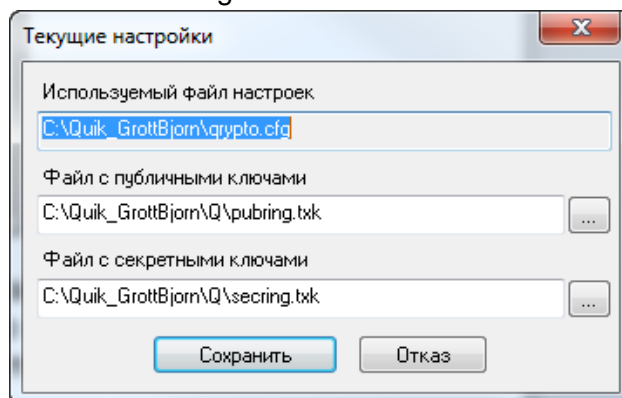 Текущие настройки
Используемый файл настроек
C:\Quik_GrottBjorn\qrypto.cfg
Файл с публичными ключами
C:\Quik_GrottBjorn\Q\pubring.txk
...
Файл с секретными ключами
C:\Quik_GrottBjorn\Q\secring.txk
...
Сохранить
Отказ